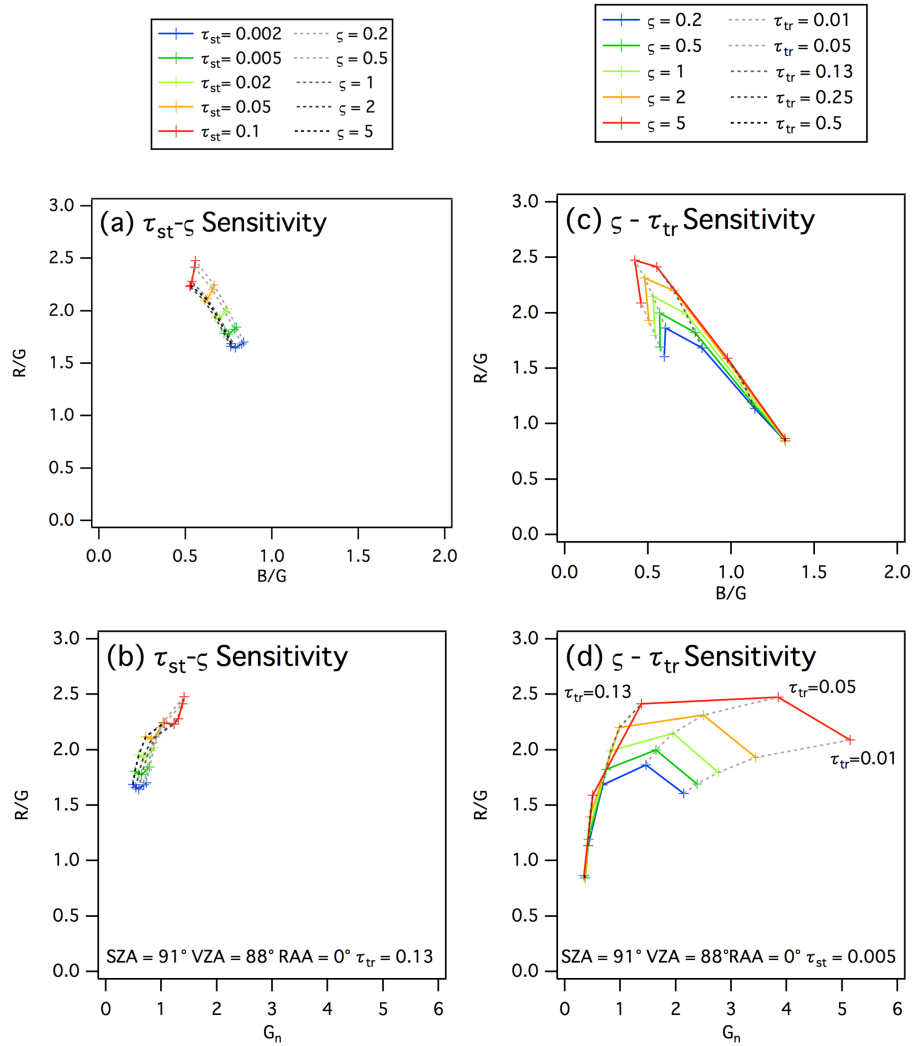 τst= 0.002 ς = 0.2
τst= 0.005 ς = 0.5
τst= 0.02 ς = 1
τst= 0.05 ς = 2
τst= 0.1 ς = 5
ς = 0.2 τtr = 0.01
ς = 0.5 τtr = 0.05
ς = 1 τtr = 0.13
ς = 2 τtr = 0.25
ς = 5 τtr = 0.5
(a) τst-ς Sensitivity
3.0
2.5
2.0
1.5
1.0
0.5
0.0
R/G
0.0 0.5 1.0 1.5 2.0
B/G
(c) ς - τtr Sensitivity
3.0
2.5
2.0
1.5
1.0
0.5
0.0
R/G
0.0 0.5 1.0 1.5 2.0
B/G
(b) τst-ς Sensitivity
3.0
2.5
2.0
1.5
1.0
0.5
0.0
R/G
SZA = 91° VZA = 88° RAA = 0° τtr = 0.13
0 1 2 3 4 5 6
Gn
(d) ς - τtr Sensitivity
3.0
2.5
2.0
1.5
1.0
0.5
0.0
R/G
τtr=0.13
τtr=0.05
τtr=0.01
SZA = 91° VZA = 88°RAA = 0° τst = 0.005
0 1 2 3 4 5 6
Gn